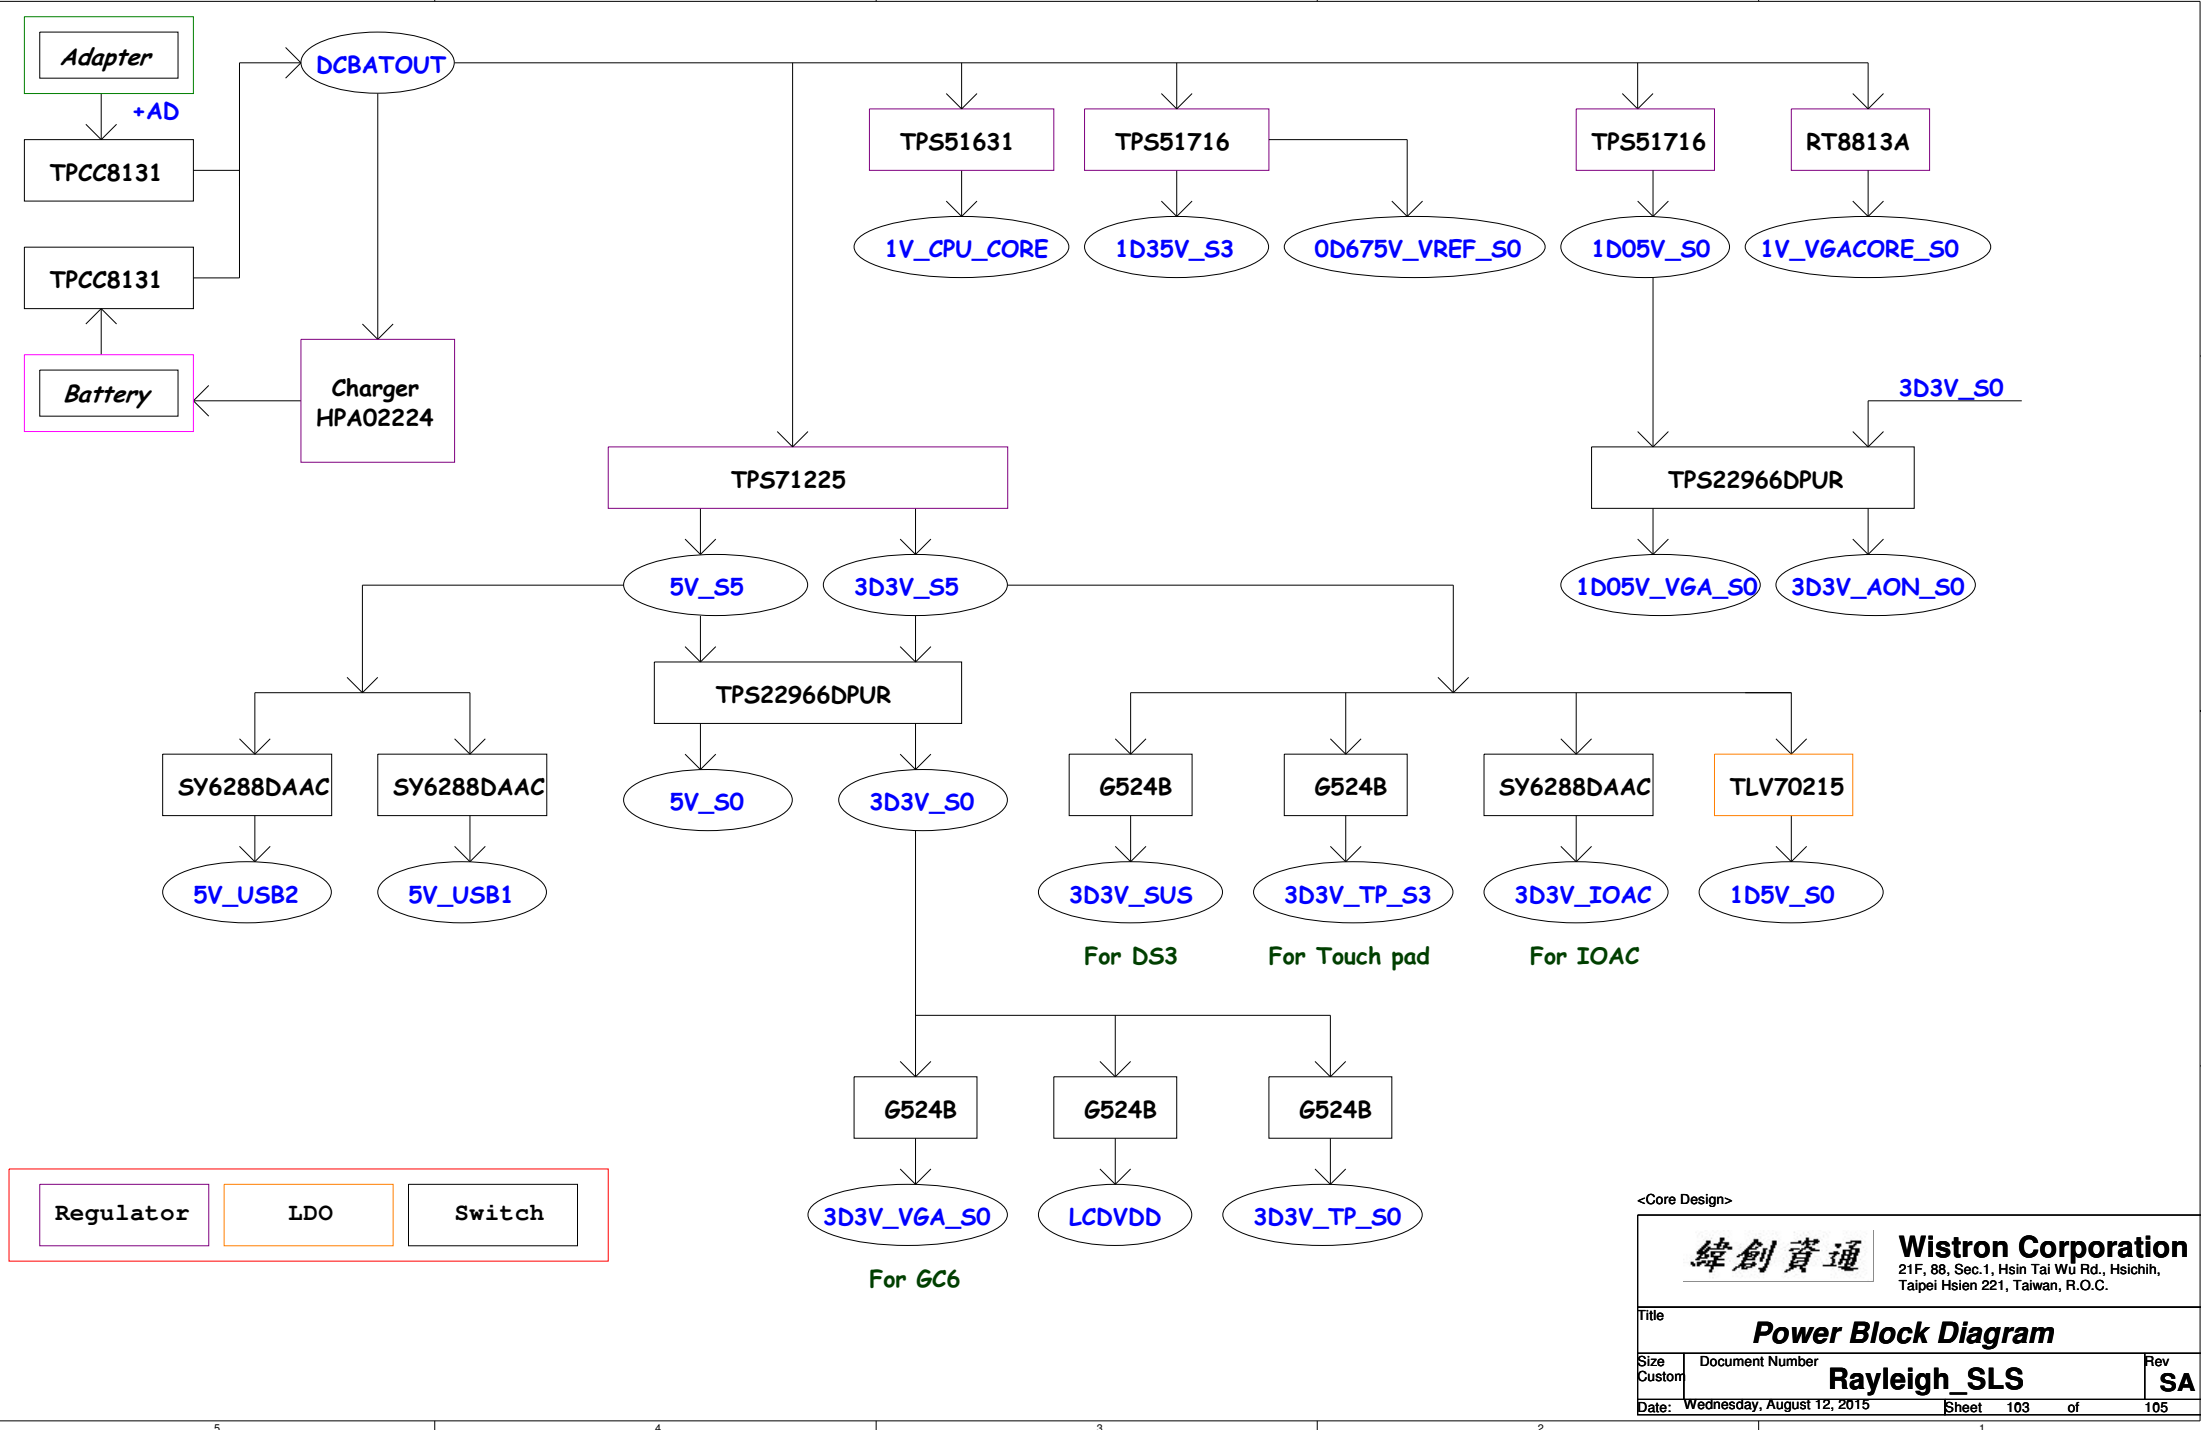 Adapter
DCBATOUT
+AD
TPCC8131
TPS51631
TPS51716
TPS51716
RT8813A
1V_CPU_CORE
1D35V_S3
0D675V_VREF_S0
1D05V_S0
1V_VGACORE_S0
TPCC8131
Battery
Charger
HPA02224
3D3V_S0
TPS71225
TPS22966DPUR
5V_S5
3D3V_S5
1D05V_VGA_S0
3D3V_AON_S0
TPS22966DPUR
SY6288DAAC
SY6288DAAC
5V_S0
3D3V_S0
G524B
G524B
SY6288DAAC
TLV70215
5V_USB2
5V_USB1
3D3V_SUS
3D3V_TP_S3
3D3V_IOAC
1D5V_S0
For DS3
For Touch pad
For IOAC
G524B
G524B
G524B
3D3V_VGA_S0
LCDVDD
3D3V_TP_S0
For GC6
Regulator
LDO
Switch
<Core Design>
緯創資通
Wistron Corporation
21F, 88, Sec.1, Hsin Tai Wu Rd., Hsichih,
Taipei Hsien 221, Taiwan, R.O.C.
Title
Power Block Diagram
Size
Custom
Document Number
Rayleigh_SLS
Rev
SA
Date: Wednesday, August 12, 2015
Sheet 103 of 105
5 4 3 2 1